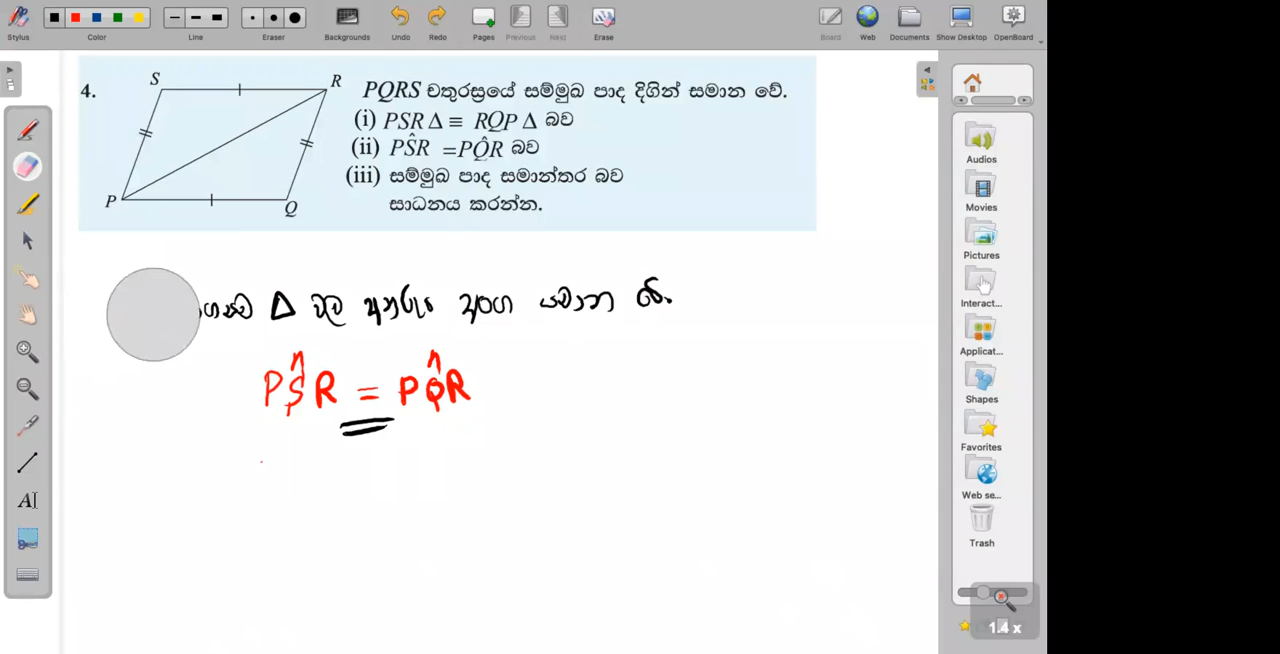 Stylus
Color
Line
Eraser
Backgrounds
Undo
Redo
Pages
Previous
Next
Erase
Board
Web
Documents
Show Desktop
OpenBoard
4.
S
R
P
Q
PQRS චතුරස්‍රයේ සම්මුඛ පාද දිගින් සමාන වේ.
(i) PSR Δ ≡ RQP Δ බව
(ii) PŜR = PQ̂R බව
(iii) සම්මුඛ පාද සමාන්තර බව
සාධනය කරන්න.
Δ වල අනුරූප අංග සමාන වේ.
PŜR = PQ̂R
Audios
Movies
Pictures
Interact...
Applicat...
Shapes
Favorites
Web se...
Trash
1.4 x